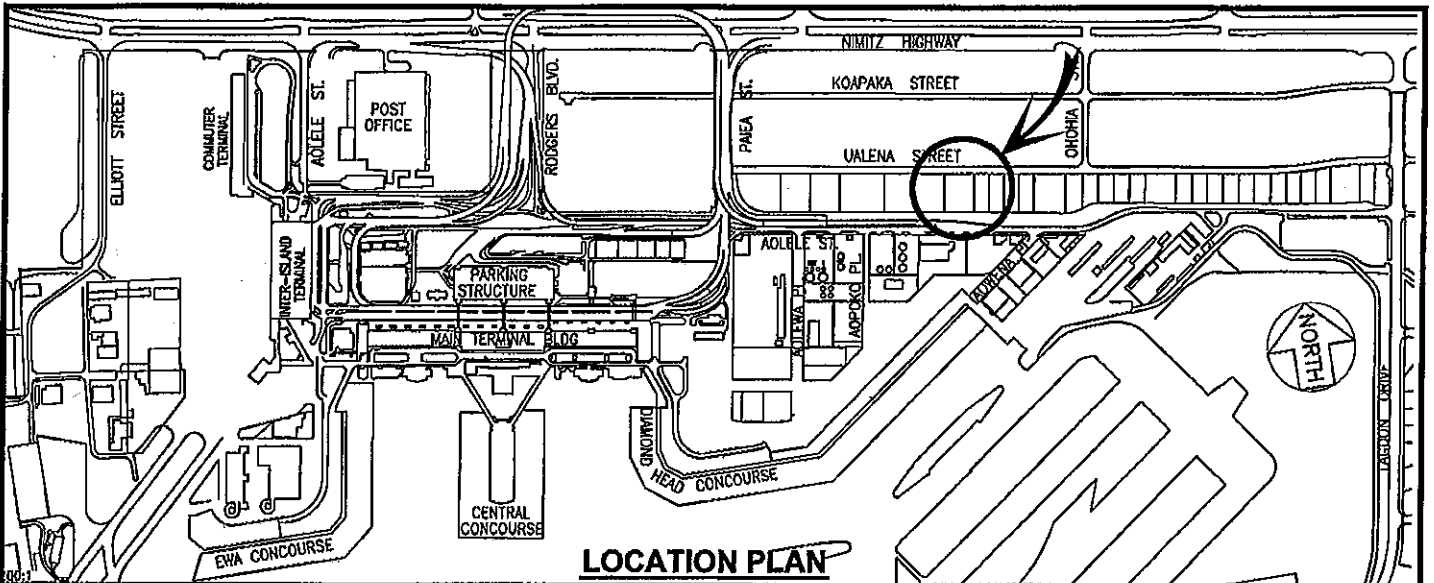 NIMITZ HIGHWAY
KOAPAKA STREET
UALENA STREET
ELLIOTT STREET
COMMUTER
TERMINAL
AOLELE ST.
POST
OFFICE
RODGERS BLVD.
PAIEA ST.
OHOHIA
INTER-ISLAND
TERMINAL
PARKING
STRUCTURE
MAIN TERMINAL BLDG
AOLELE ST.
AOLEWA PL.
AOPOKO PL.
NORTH
LAGOON DRIVE
DIAMOND
HEAD CONCOURSE
CENTRAL
CONCOURSE
EWA CONCOURSE
LOCATION PLAN